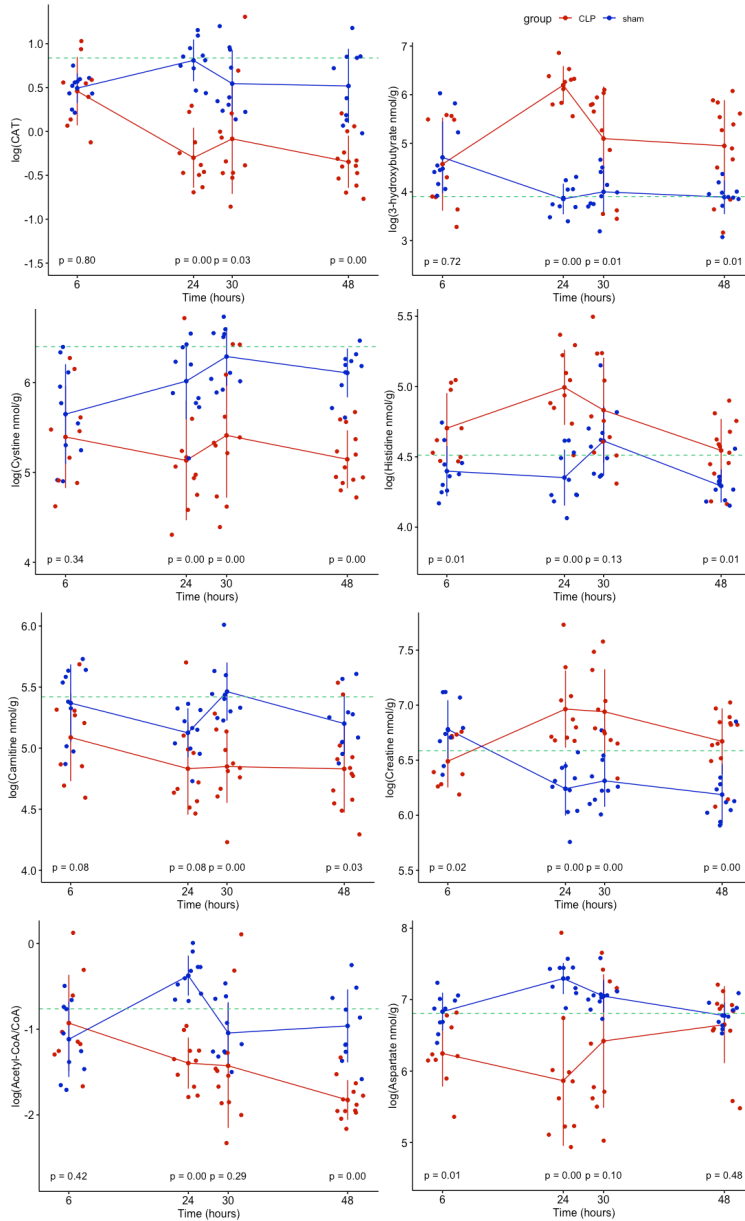 group CLP sham
log(CAT)
1.0
0.5
0.0
-0.5
-1.0
-1.5
p = 0.80 p = 0.00 p = 0.03 p = 0.00
6 24 30 48
Time (hours)
log(3-hydroxybutyrate nmol/g)
7
6
5
4
3
p = 0.72 p = 0.00 p = 0.01 p = 0.01
6 24 30 48
Time (hours)
log(Cystine nmol/g)
6
5
4
p = 0.34 p = 0.00 p = 0.00 p = 0.00
6 24 30 48
Time (hours)
log(Histidine nmol/g)
5.5
5.0
4.5
4.0
p = 0.01 p = 0.00 p = 0.13 p = 0.01
6 24 30 48
Time (hours)
log(Carnitine nmol/g)
6.0
5.5
5.0
4.5
4.0
p = 0.08 p = 0.08 p = 0.00 p = 0.03
6 24 30 48
Time (hours)
log(Creatine nmol/g)
7.5
7.0
6.5
6.0
5.5
p = 0.02 p = 0.00 p = 0.00 p = 0.00
6 24 30 48
Time (hours)
log(Acetyl-CoA/CoA)
0
-1
-2
p = 0.42 p = 0.00 p = 0.29 p = 0.00
6 24 30 48
Time (hours)
log(Aspartate nmol/g)
8
7
6
5
p = 0.01 p = 0.00 p = 0.10 p = 0.48
6 24 30 48
Time (hours)